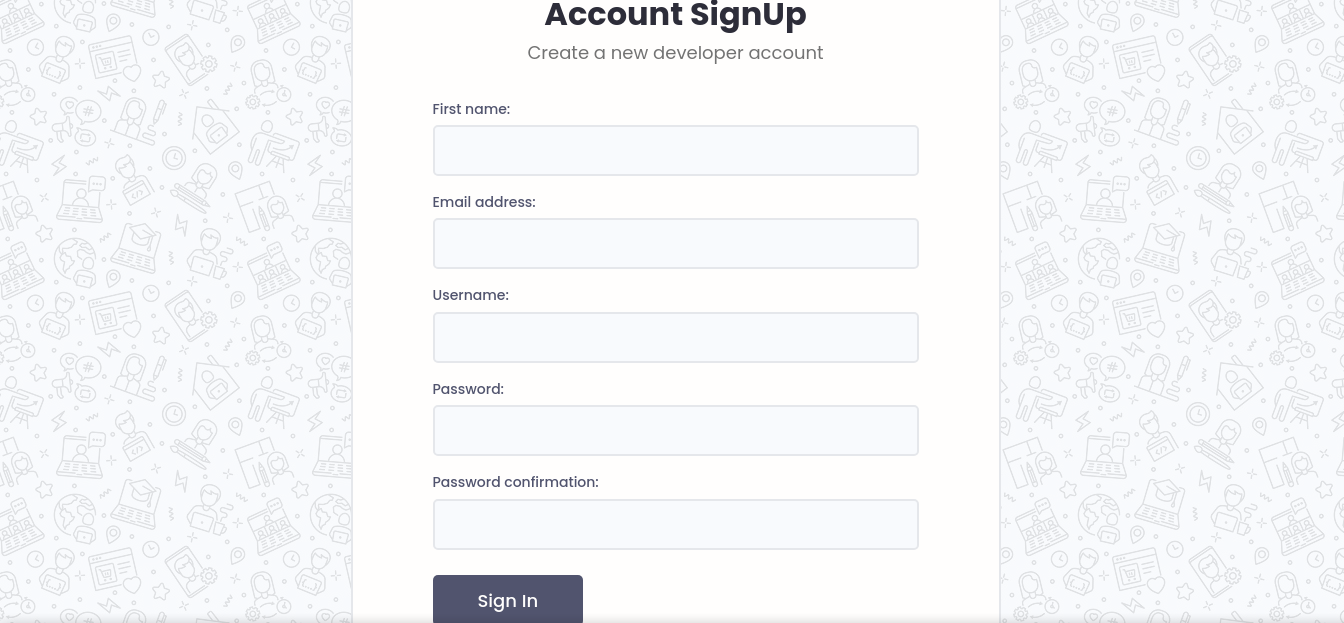 Account SignUp
Create a new developer account
First name:
Email address:
Username:
Password:
Password confirmation:
Sign In